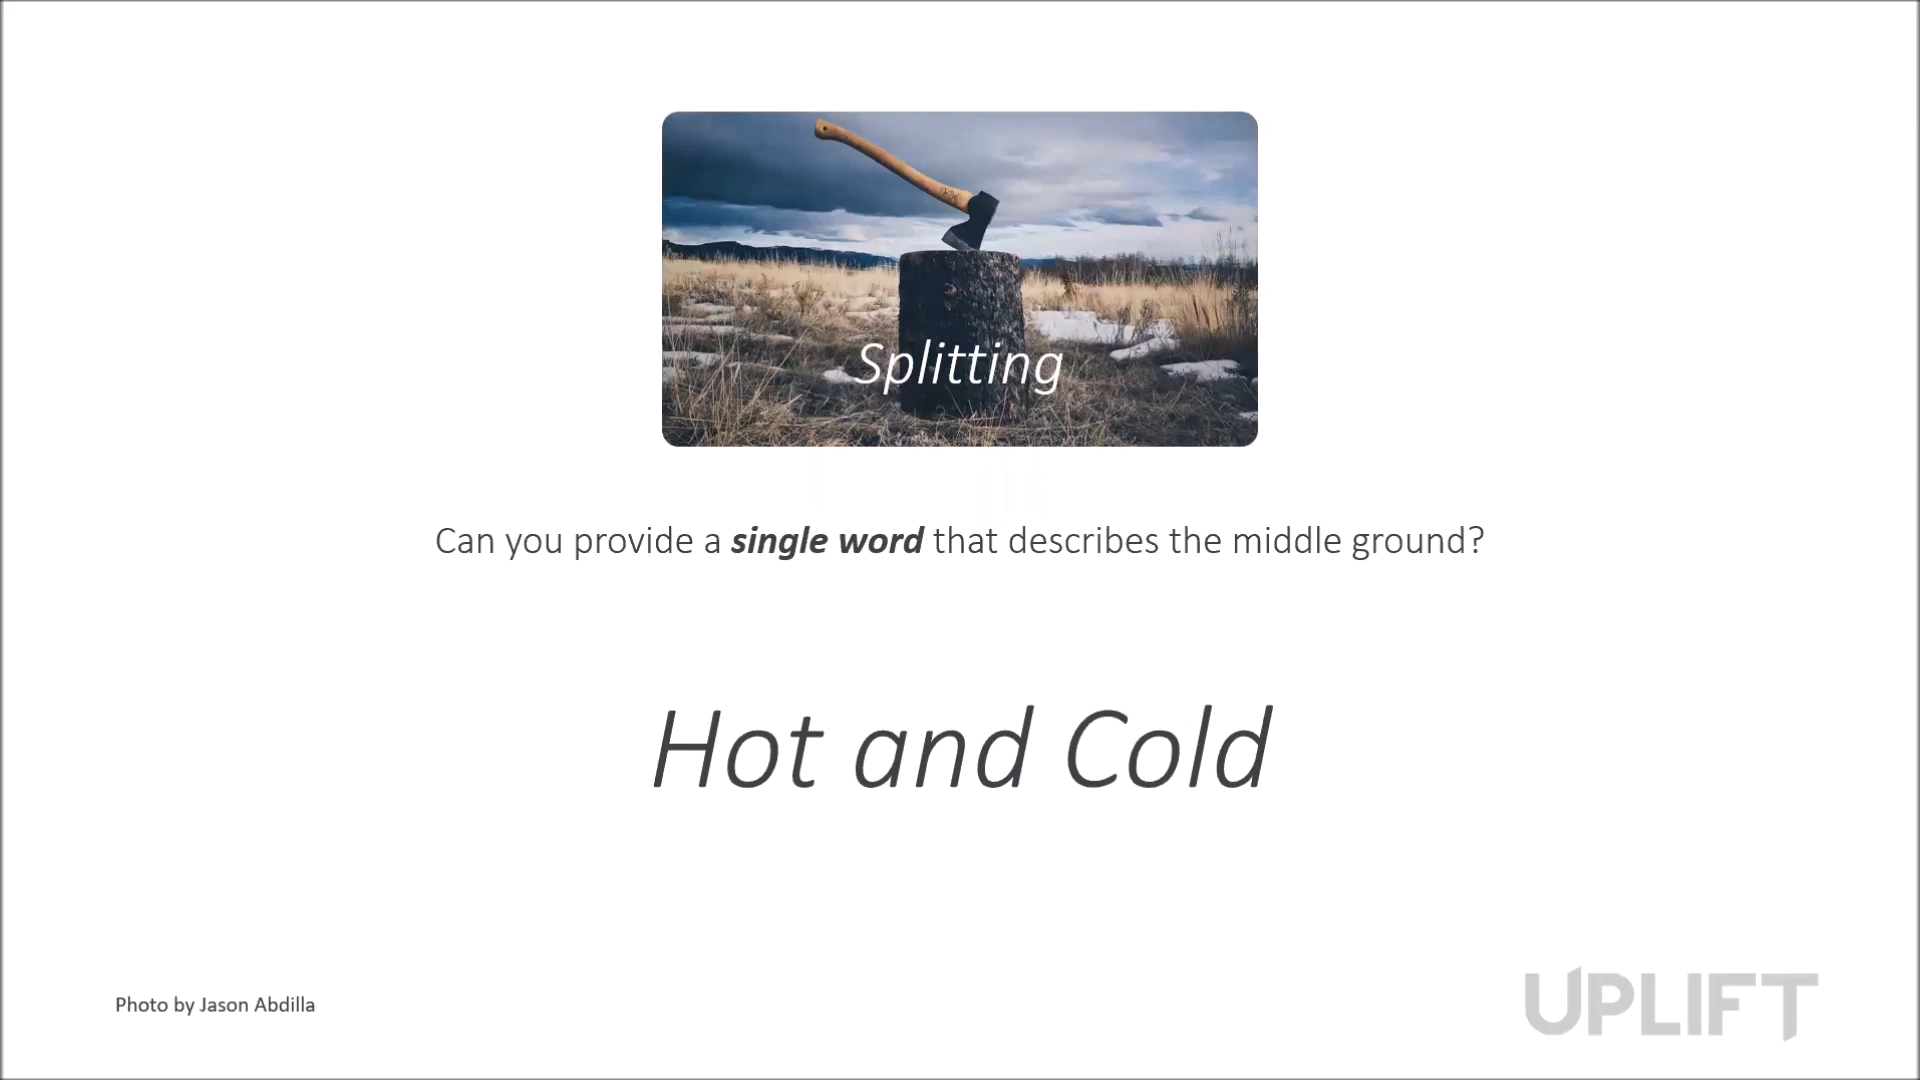 Splitting
Can you provide a single word that describes the middle ground?
Hot and Cold
Photo by Jason Abdilla
UPLIFT